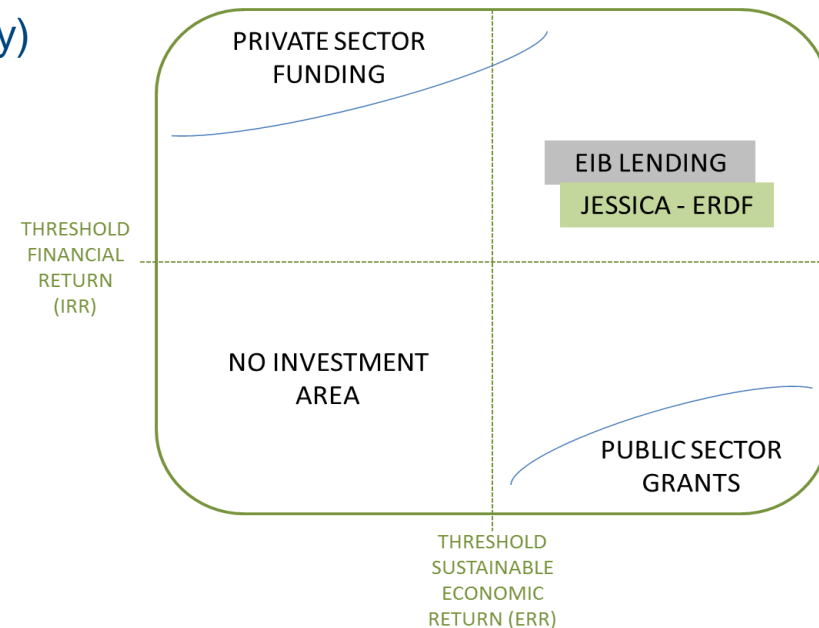 y)
PRIVATE SECTOR
FUNDING
EIB LENDING
JESSICA - ERDF
THRESHOLD
FINANCIAL
RETURN
(IRR)
NO INVESTMENT
AREA
PUBLIC SECTOR
GRANTS
THRESHOLD
SUSTAINABLE
ECONOMIC
RETURN (ERR)